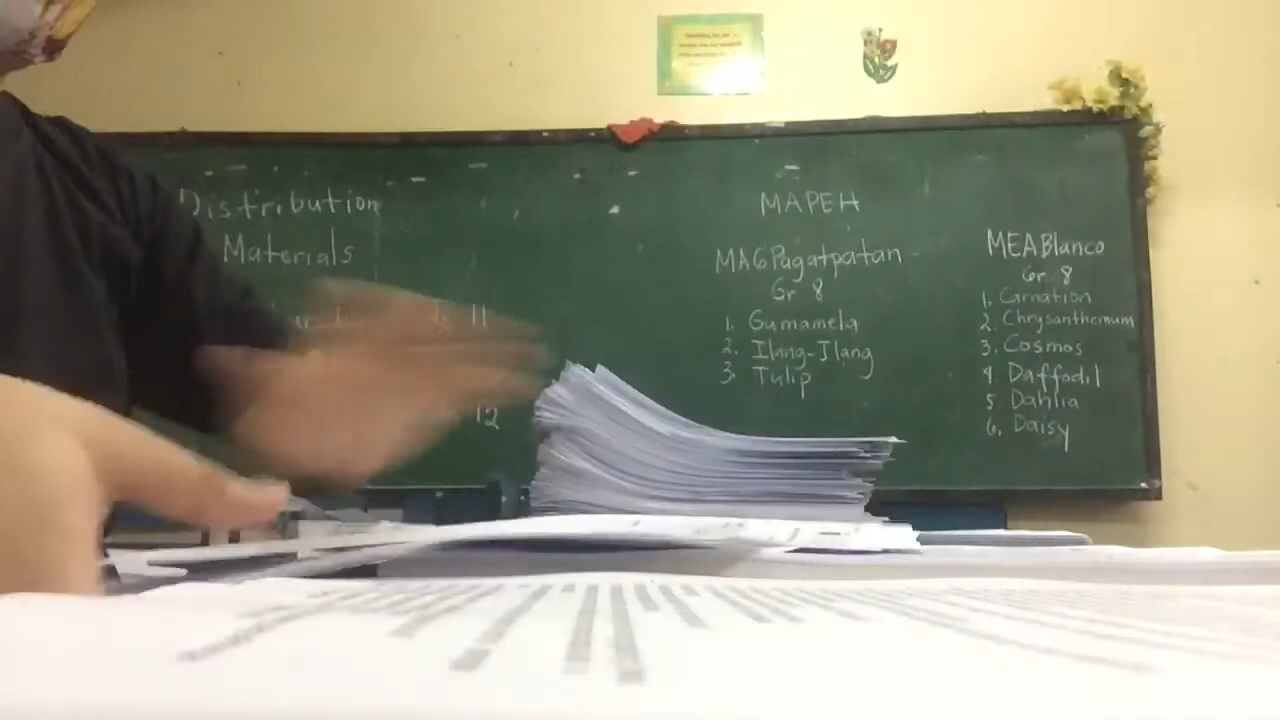 Distribution
Materials
11
12
MAPEH
MAGPagatpatan
Gr 8
1. Gumamela
2. Ilang-Ilang
3. Tulip
MEABlanco
Gr. 8
1. Carnation
2. Chrysanthemum
3. Cosmos
4. Daffodil
5. Dahlia
6. Daisy